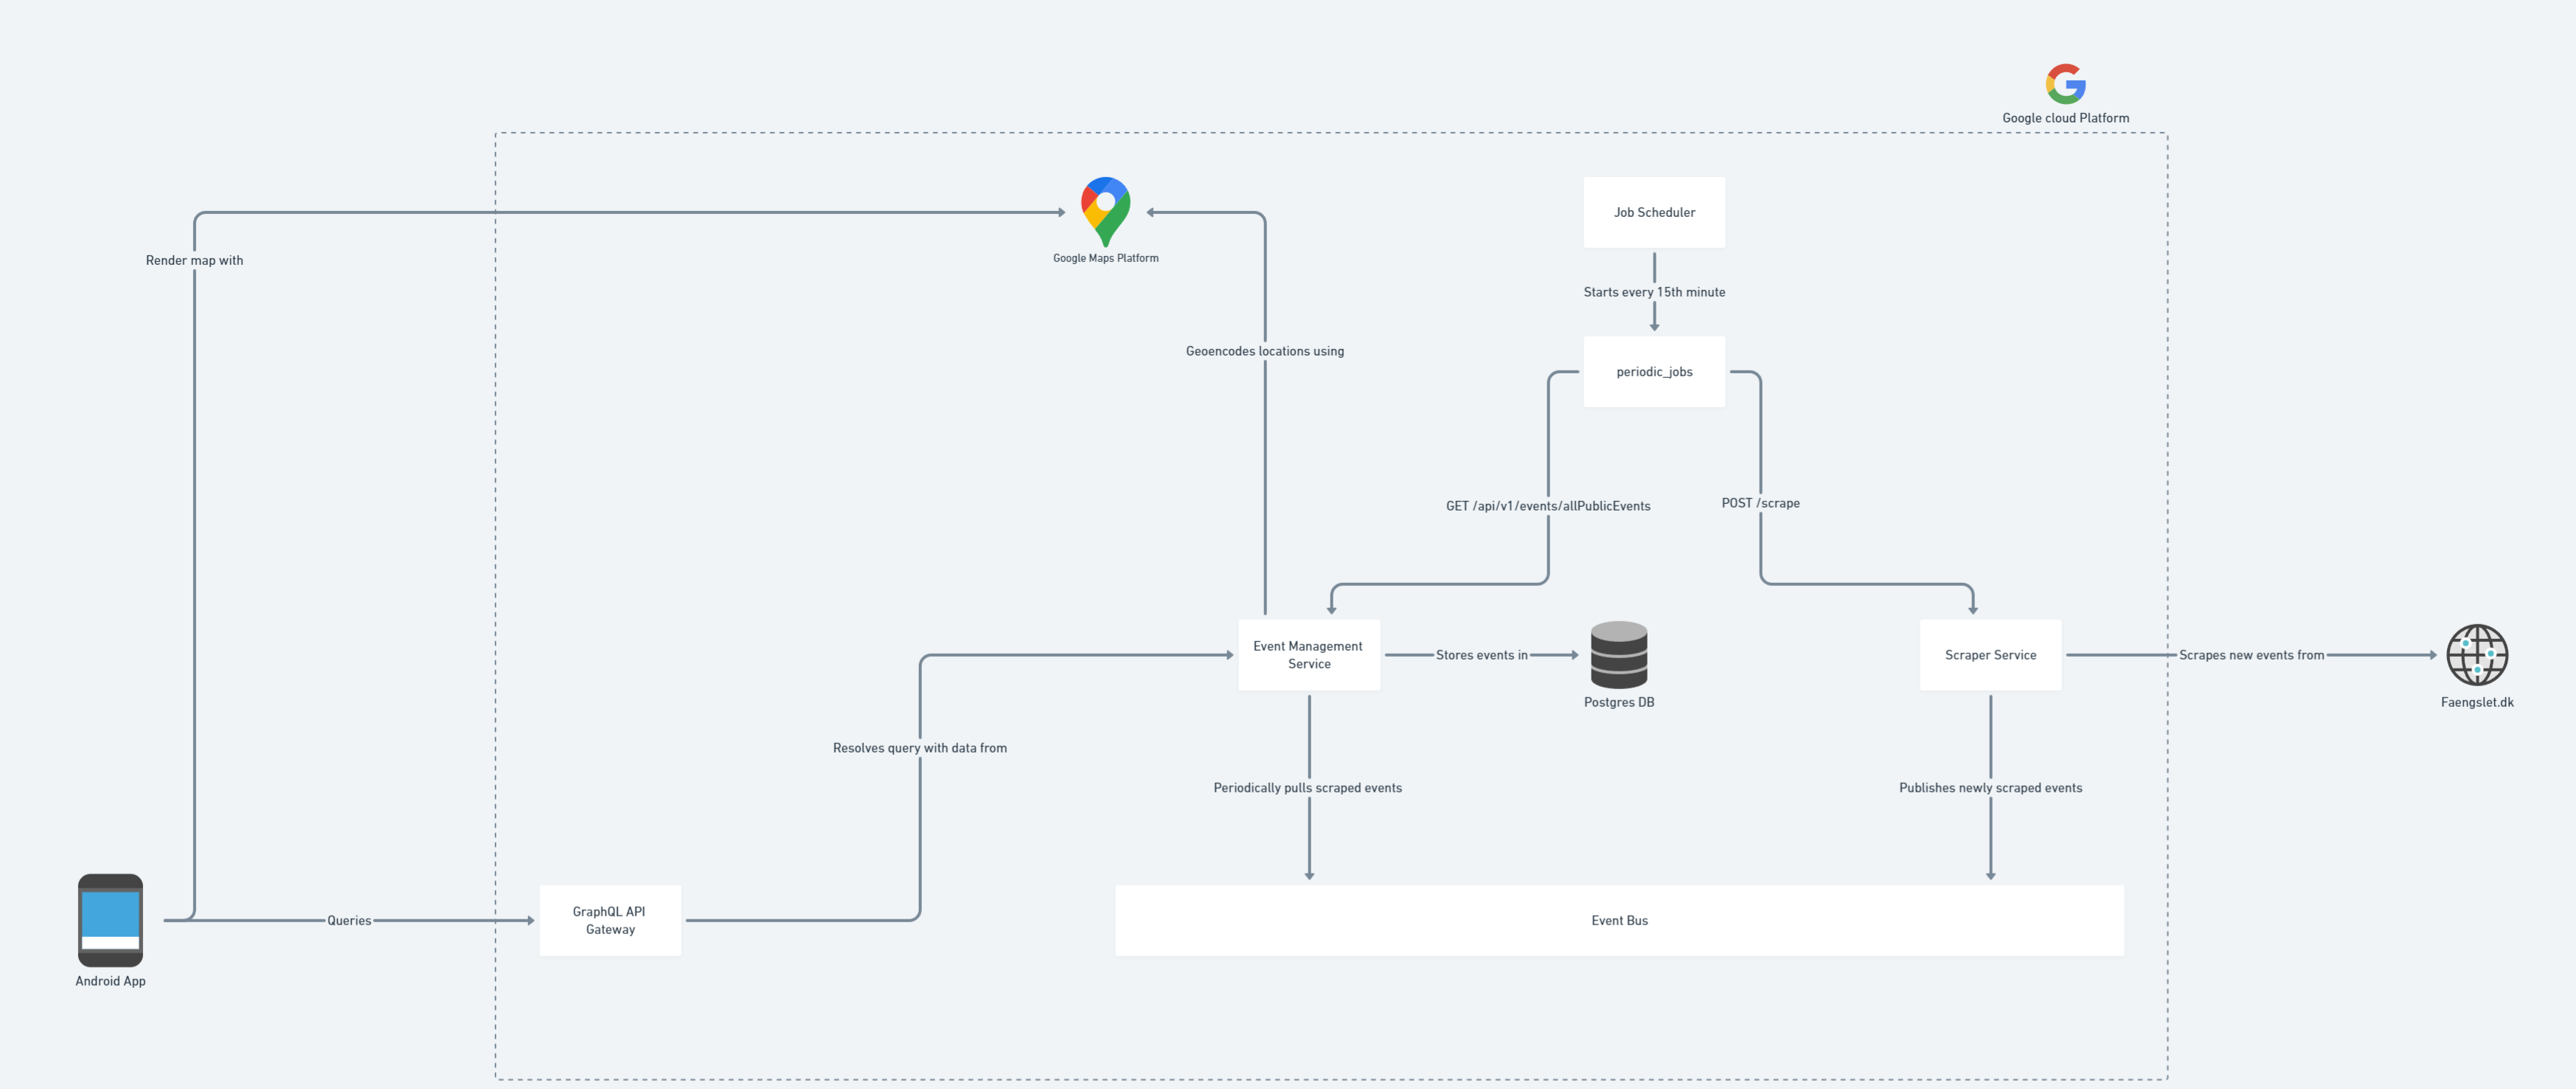 Google cloud Platform
Google Maps Platform
Job Scheduler
Render map with
Starts every 15th minute
Geoencodes locations using
periodic_jobs
GET /api/v1/events/allPublicEvents
POST /scrape
Event Management
Service
Stores events in
Postgres DB
Scraper Service
Scrapes new events from
Faengslet.dk
Resolves query with data from
Periodically pulls scraped events
Publishes newly scraped events
Android App
Queries
GraphQL API
Gateway
Event Bus